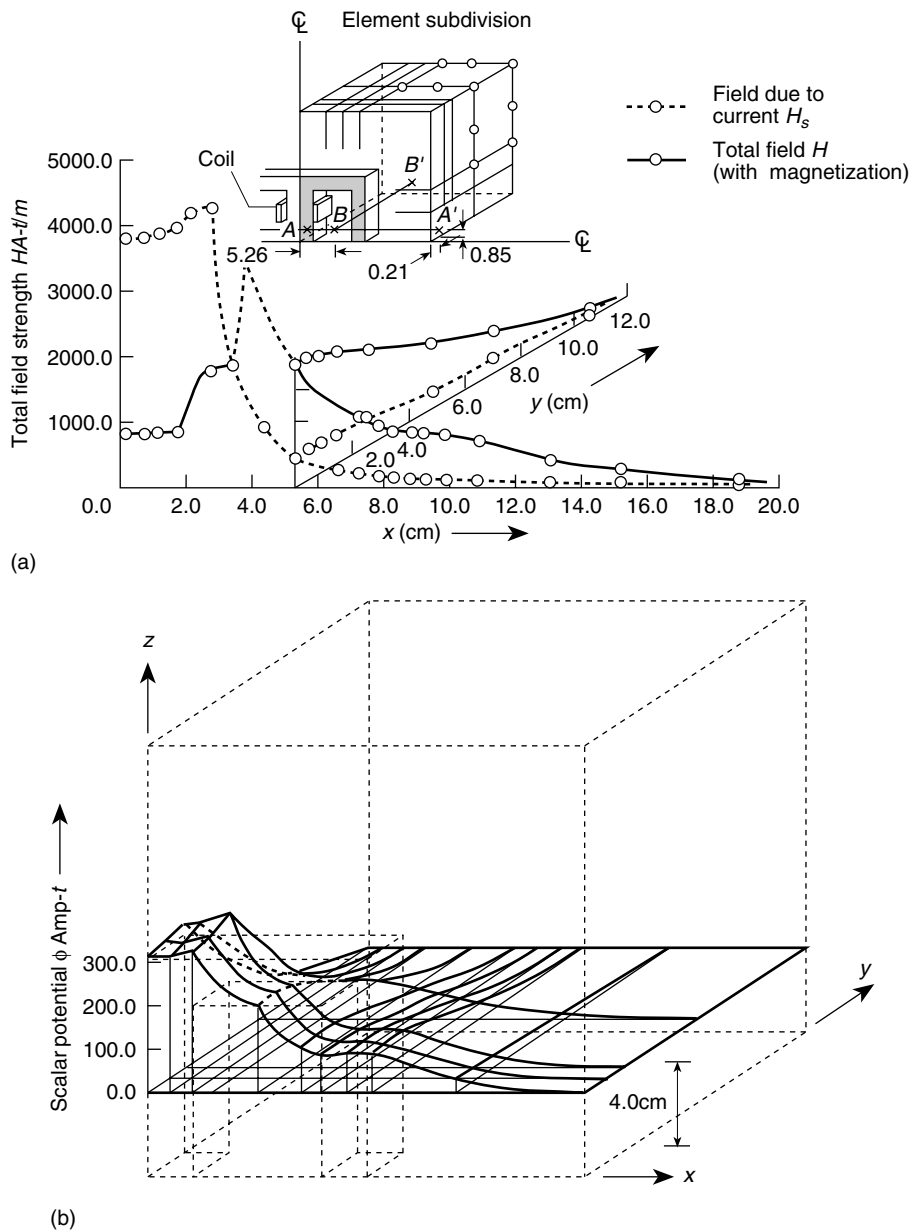 ℄ Element subdivision
Field due to
current Hs
Total field H
(with magnetization)
Coil
A
B
B'
A'
℄
5.26
0.21
0.85
Total field strength HA-t/m
5000.0
4000.0
3000.0
2000.0
1000.0
0.0
2.0
4.0
6.0
8.0
10.0
12.0
y (cm)
2.0 4.0 6.0 8.0 10.0 12.0 14.0 16.0 18.0 20.0
x (cm)
(a)
z
Scalar potential ϕ Amp-t
300.0
200.0
100.0
0.0
y
4.0cm
x
(b)